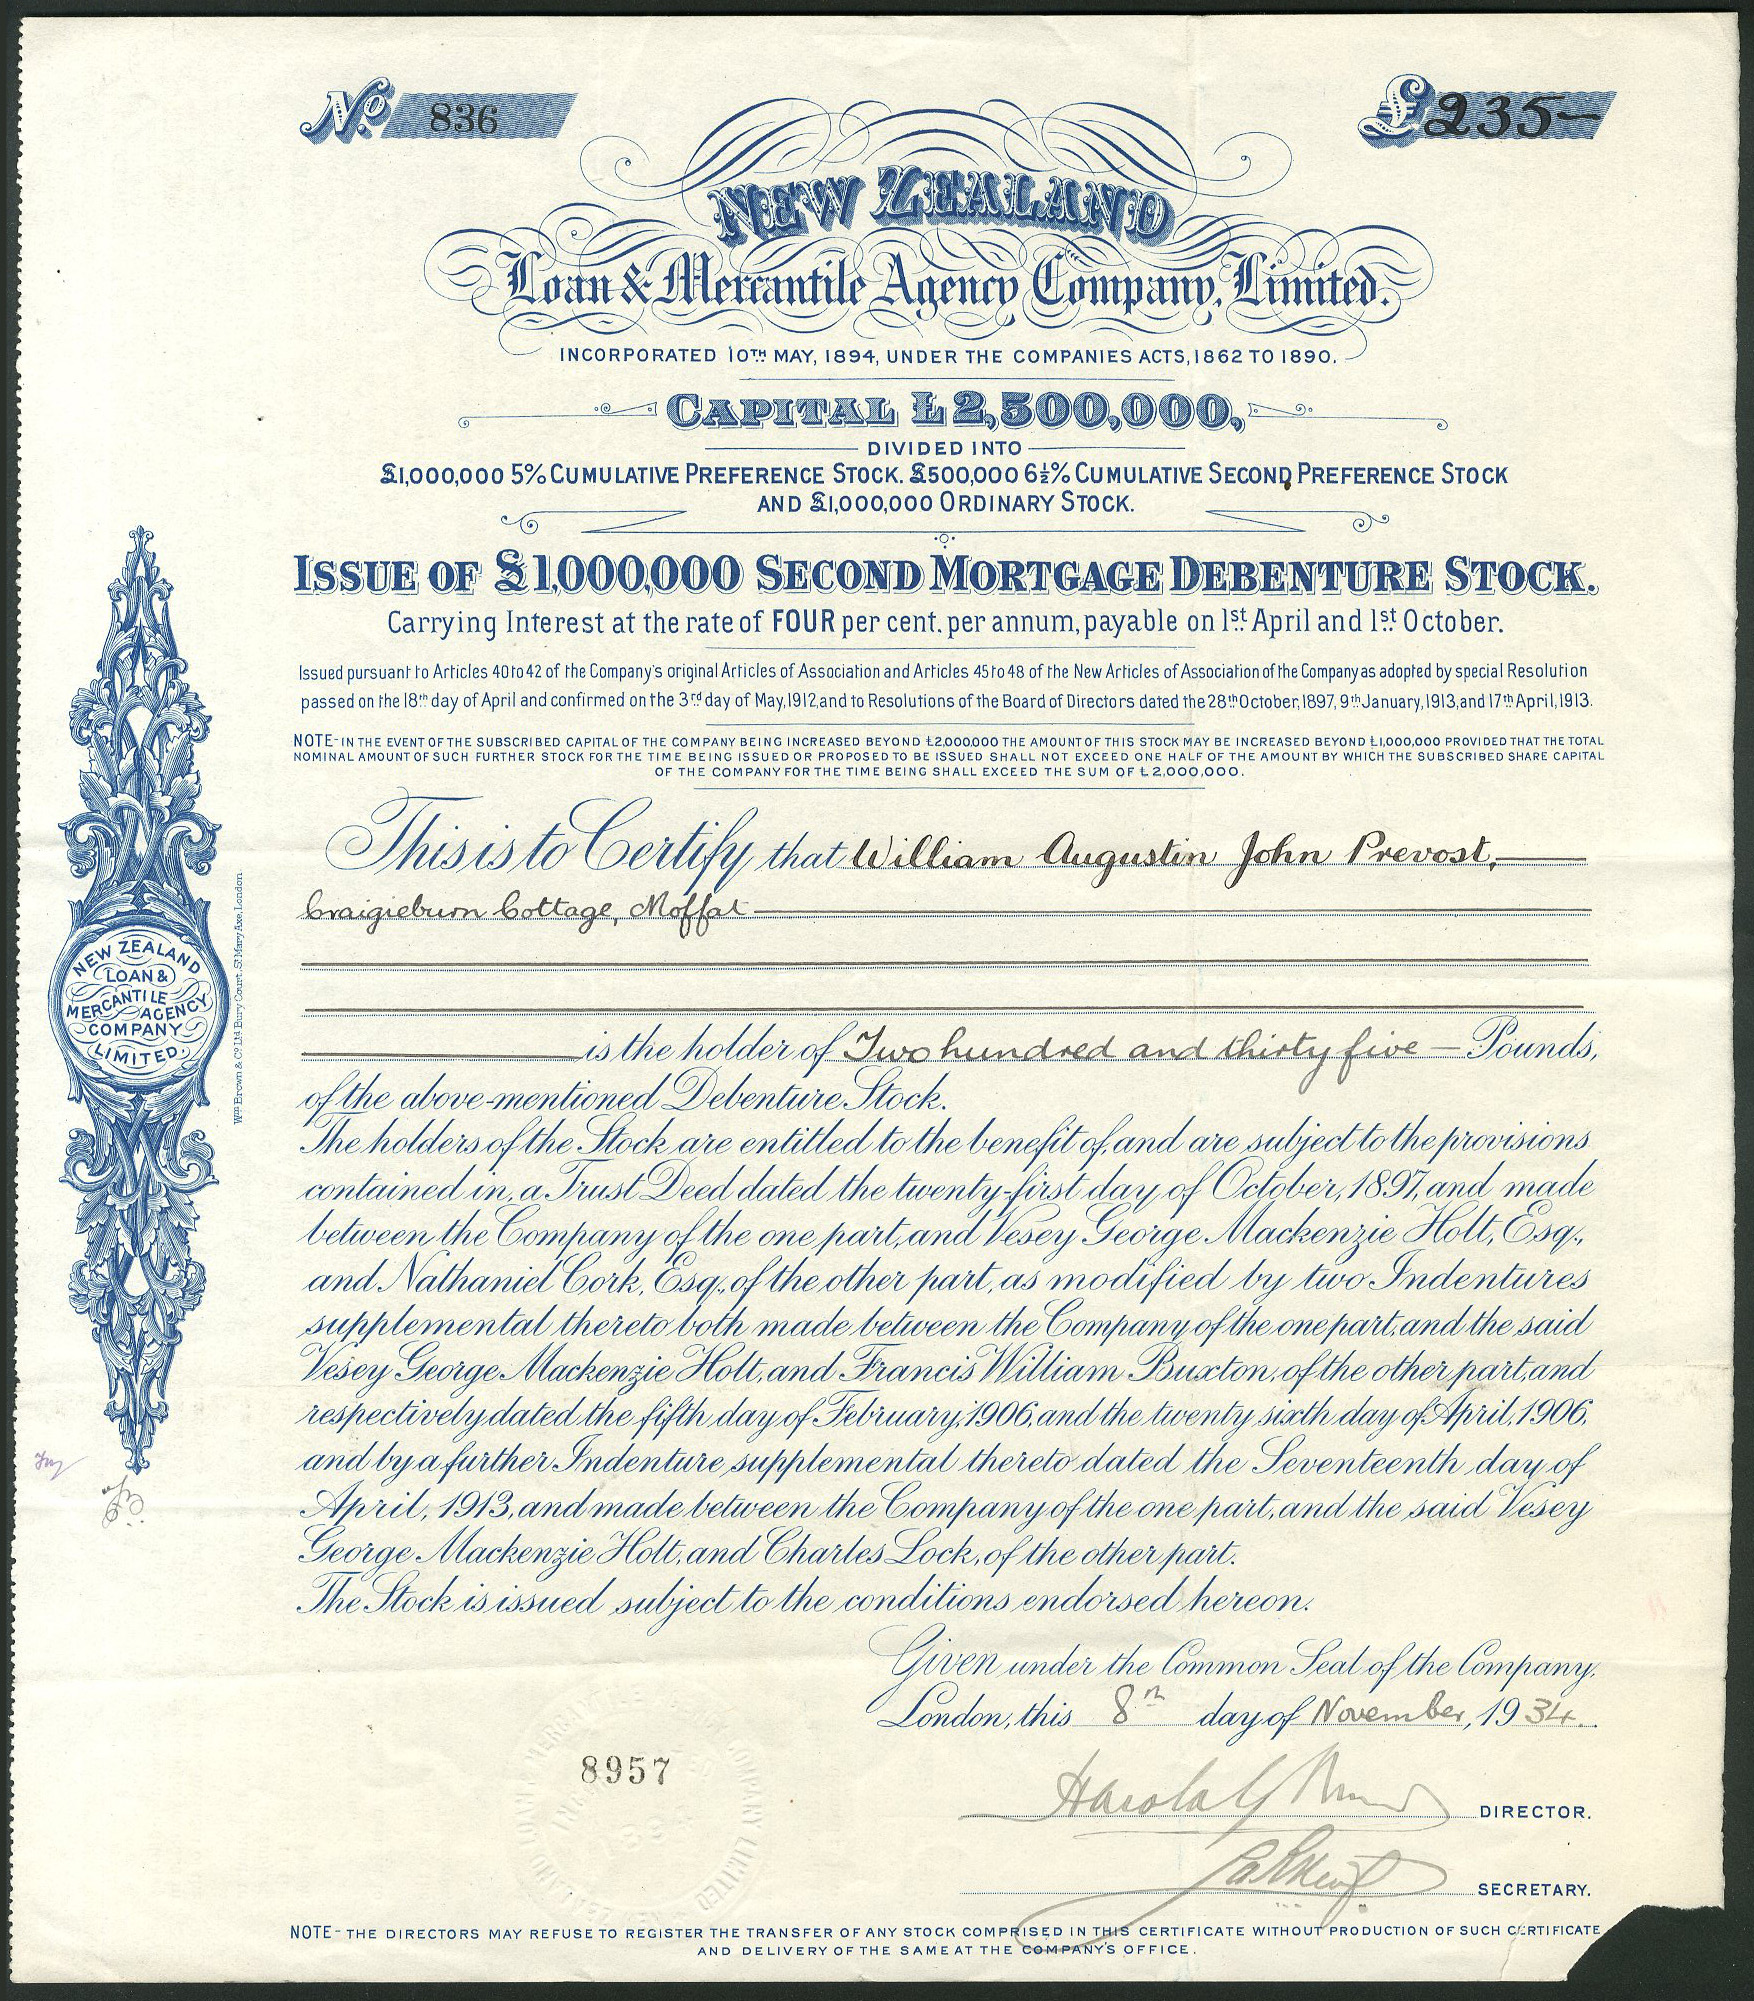 No. 836
£235—
NEW ZEALAND
Loan & Mercantile Agency Company, Limited.
INCORPORATED 10TH MAY, 1894, UNDER THE COMPANIES ACTS, 1862 TO 1890.
CAPITAL £2,500,000,
DIVIDED INTO
£1,000,000 5% CUMULATIVE PREFERENCE STOCK. £500,000 6½% CUMULATIVE SECOND PREFERENCE STOCK
AND £1,000,000 ORDINARY STOCK.
ISSUE OF £1,000,000 SECOND MORTGAGE DEBENTURE STOCK.
Carrying Interest at the rate of FOUR per cent. per annum, payable on 1st April and 1st October.
Issued pursuant to Articles 40 to 42 of the Company's original Articles of Association and Articles 45 to 48 of the New Articles of Association of the Company as adopted by special Resolution
passed on the 18th day of April and confirmed on the 3rd day of May, 1912, and to Resolutions of the Board of Directors dated the 28th October, 1897, 9th January, 1913, and 17th April, 1913.
NOTE- IN THE EVENT OF THE SUBSCRIBED CAPITAL OF THE COMPANY BEING INCREASED BEYOND £2,000,000 THE AMOUNT OF THIS STOCK MAY BE INCREASED BEYOND £1,000,000 PROVIDED THAT THE TOTAL
NOMINAL AMOUNT OF SUCH FURTHER STOCK FOR THE TIME BEING ISSUED OR PROPOSED TO BE ISSUED SHALL NOT EXCEED ONE HALF OF THE AMOUNT BY WHICH THE SUBSCRIBED SHARE CAPITAL
OF THE COMPANY FOR THE TIME BEING SHALL EXCEED THE SUM OF £2,000,000.
This is to Certify that William Augustin John Prevost,
Craigieburn Cottage, Moffat
is the holder of Two hundred and thirty five — Pounds,
of the above-mentioned Debenture Stock.
The holders of the Stock are entitled to the benefit of, and are subject to the provisions
contained in, a Trust Deed dated the twenty-first day of October, 1897, and made
between the Company of the one part, and Vesey George Mackenzie Holt, Esq.,
and Nathaniel Cork, Esq., of the other part, as modified by two Indentures
supplemental thereto both made between the Company of the one part, and the said
Vesey George Mackenzie Holt, and Francis William Buxton, of the other part, and
respectively dated the fifth day of February, 1906, and the twenty sixth day of April, 1906,
and by a further Indenture supplemental thereto dated the Seventeenth day of
April, 1913, and made between the Company of the one part, and the said Vesey
George Mackenzie Holt, and Charles Lock, of the other part.
The Stock is issued subject to the conditions endorsed hereon.
Given under the Common Seal of the Company.
London, this 8th day of November, 1934.
8957
DIRECTOR.
SECRETARY.
NOTE- THE DIRECTORS MAY REFUSE TO REGISTER THE TRANSFER OF ANY STOCK COMPRISED IN THIS CERTIFICATE WITHOUT PRODUCTION OF SUCH CERTIFICATE
AND DELIVERY OF THE SAME AT THE COMPANY'S OFFICE.
NEW ZEALAND
LOAN &
MERCANTILE
AGENCY
COMPANY
LIMITED.
Wm Brown & Co Ltd Bury Court, St Mary Axe, London